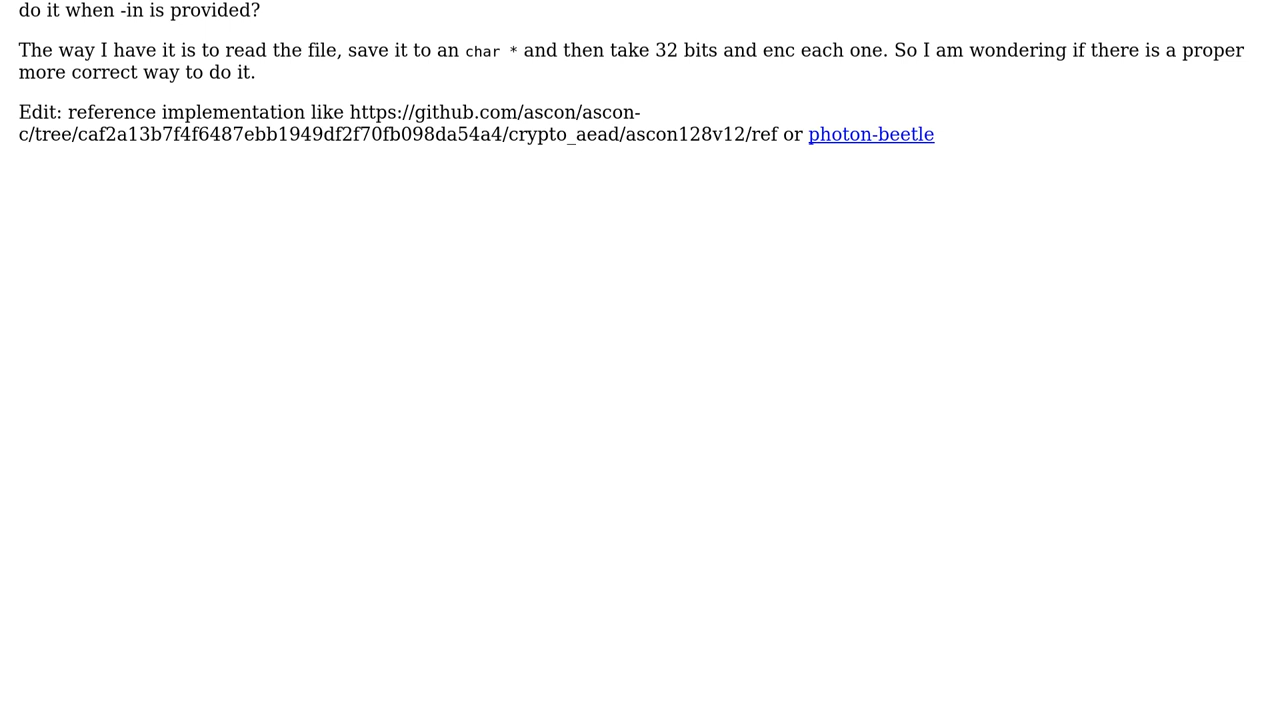 do it when -in is provided?
The way I have it is to read the file, save it to an char * and then take 32 bits and enc each one. So I am wondering if there is a proper
more correct way to do it.
Edit: reference implementation like https://github.com/ascon/ascon-
c/tree/caf2a13b7f4f6487ebb1949df2f70fb098da54a4/crypto_aead/ascon128v12/ref or photon-beetle